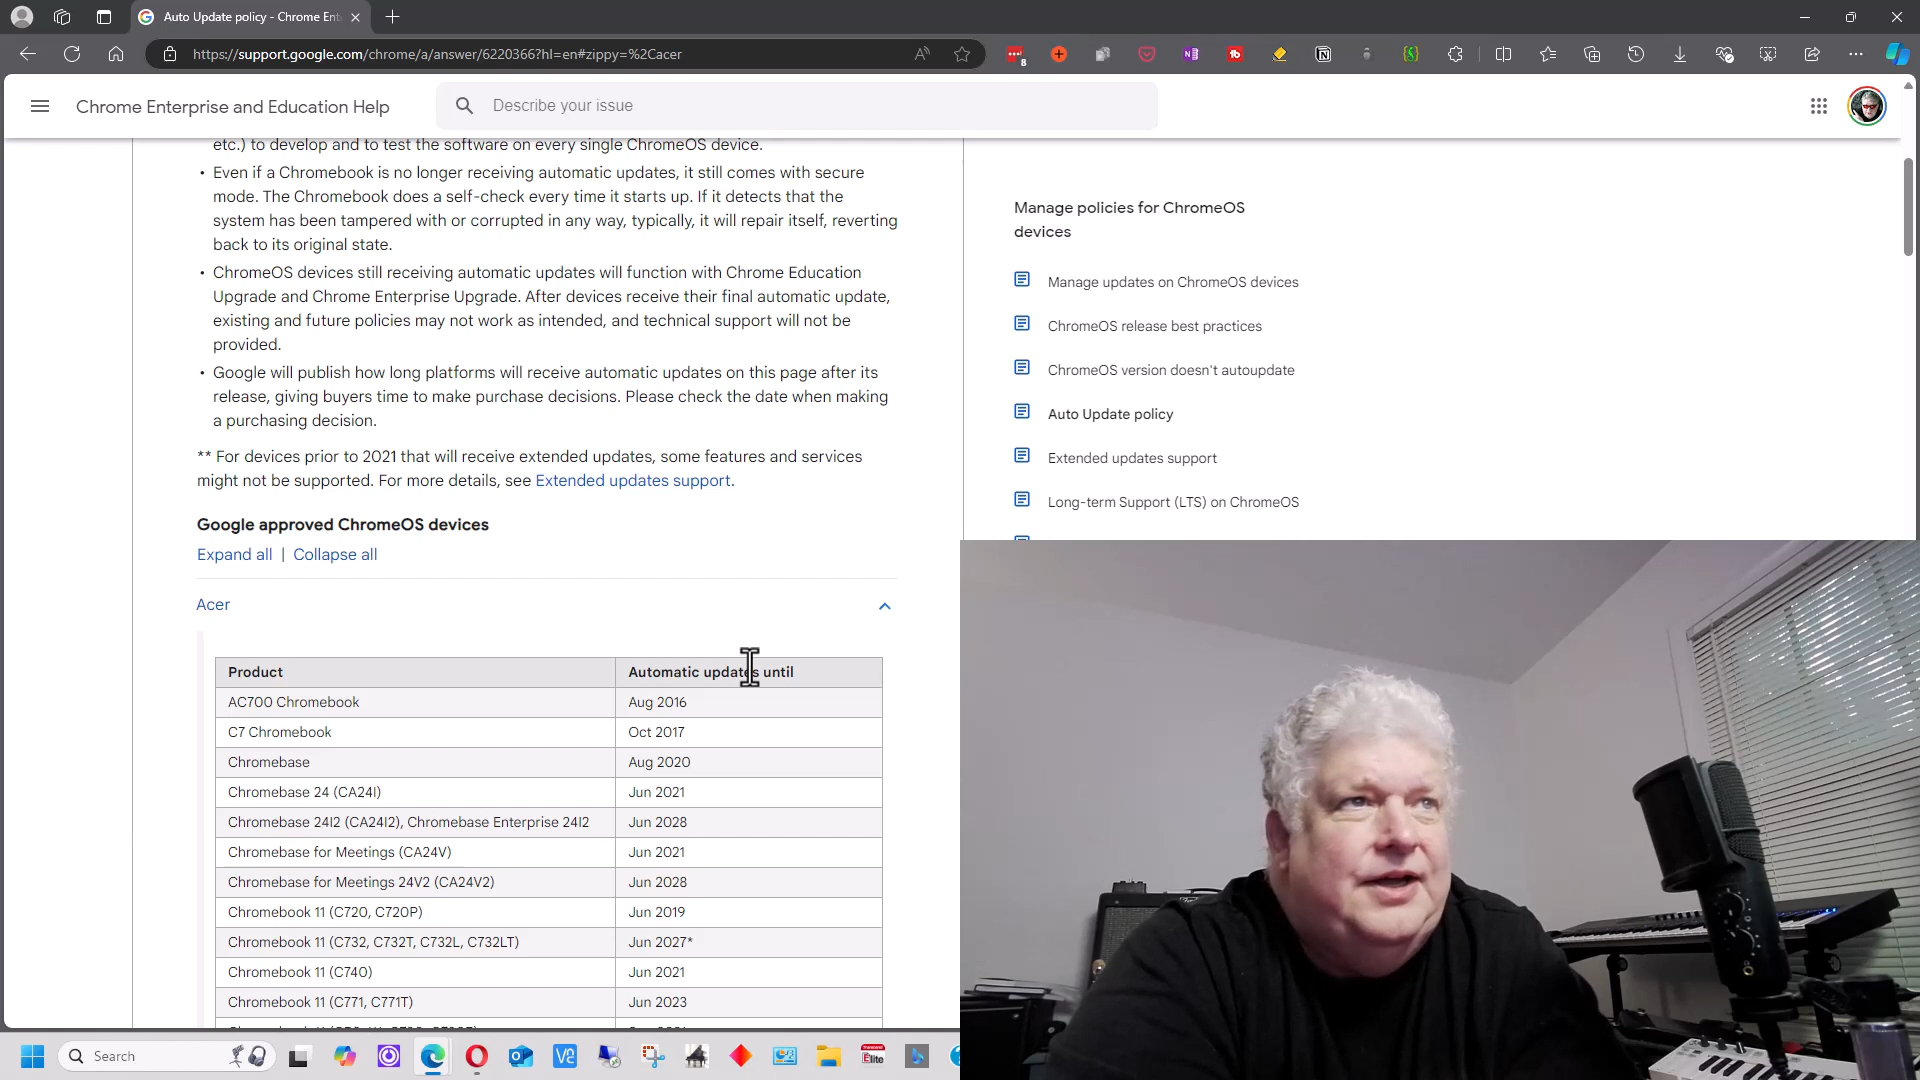 Auto Update policy - Chrome Ent
https://support.google.com/chrome/a/answer/6220366?hl=en#zippy=%2Cacer
8
Chrome Enterprise and Education Help
Describe your issue
etc.) to develop and to test the software on every single ChromeOS device.
• Even if a Chromebook is no longer receiving automatic updates, it still comes with secure
mode. The Chromebook does a self-check every time it starts up. If it detects that the
system has been tampered with or corrupted in any way, typically, it will repair itself, reverting
back to its original state.
• ChromeOS devices still receiving automatic updates will function with Chrome Education
Upgrade and Chrome Enterprise Upgrade. After devices receive their final automatic update,
existing and future policies may not work as intended, and technical support will not be
provided.
• Google will publish how long platforms will receive automatic updates on this page after its
release, giving buyers time to make purchase decisions. Please check the date when making
a purchasing decision.
** For devices prior to 2021 that will receive extended updates, some features and services
might not be supported. For more details, see Extended updates support.
Google approved ChromeOS devices
Expand all | Collapse all
Acer
Product Automatic updates until
AC700 Chromebook Aug 2016
C7 Chromebook Oct 2017
Chromebase Aug 2020
Chromebase 24 (CA24I) Jun 2021
Chromebase 24I2 (CA24I2), Chromebase Enterprise 24I2 Jun 2028
Chromebase for Meetings (CA24V) Jun 2021
Chromebase for Meetings 24V2 (CA24V2) Jun 2028
Chromebook 11 (C720, C720P) Jun 2019
Chromebook 11 (C732, C732T, C732L, C732LT) Jun 2027*
Chromebook 11 (C740) Jun 2021
Chromebook 11 (C771, C771T) Jun 2023
Manage policies for ChromeOS
devices
Manage updates on ChromeOS devices
ChromeOS release best practices
ChromeOS version doesn't autoupdate
Auto Update policy
Extended updates support
Long-term Support (LTS) on ChromeOS
Search
Elite